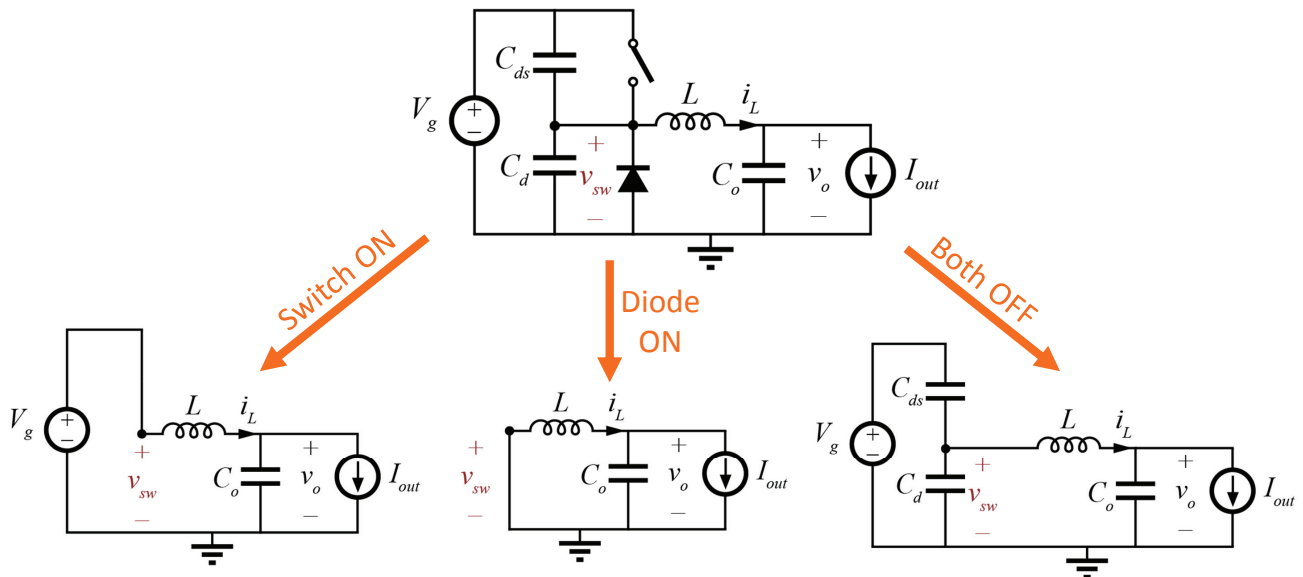 C_ds
V_g
+
−
L
i_L
+
+
C_d
v_sw
C_o
v_o
I_out
−
−
Switch ON
Diode
ON
Both OFF
V_g
+
−
L
i_L
+
+
v_sw
C_o
v_o
I_out
−
−
L
i_L
+
+
v_sw
C_o
v_o
I_out
−
−
C_ds
V_g
+
−
L
i_L
+
+
C_d
v_sw
C_o
v_o
I_out
−
−